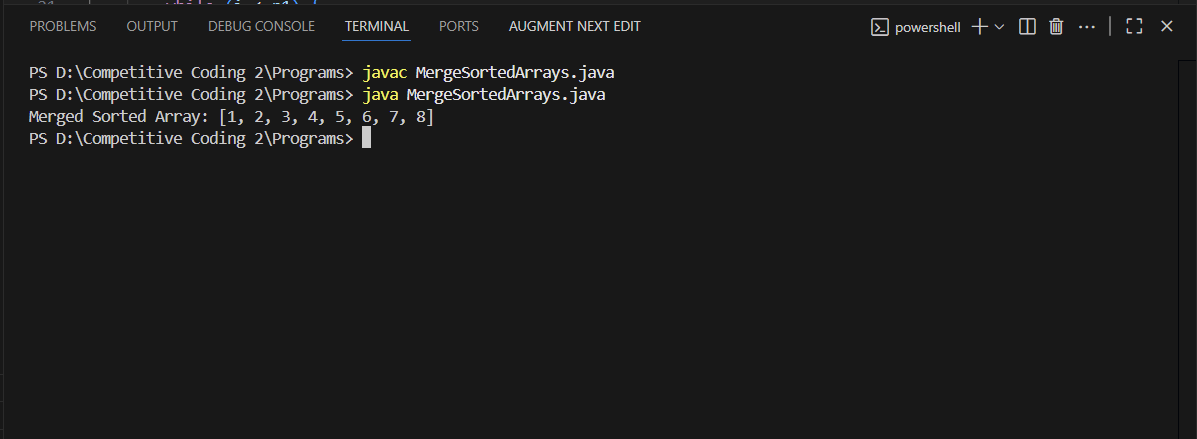 PROBLEMS OUTPUT DEBUG CONSOLE TERMINAL PORTS AUGMENT NEXT EDIT powershell
PS D:\Competitive Coding 2\Programs> javac MergeSortedArrays.java
PS D:\Competitive Coding 2\Programs> java MergeSortedArrays.java
Merged Sorted Array: [1, 2, 3, 4, 5, 6, 7, 8]
PS D:\Competitive Coding 2\Programs>